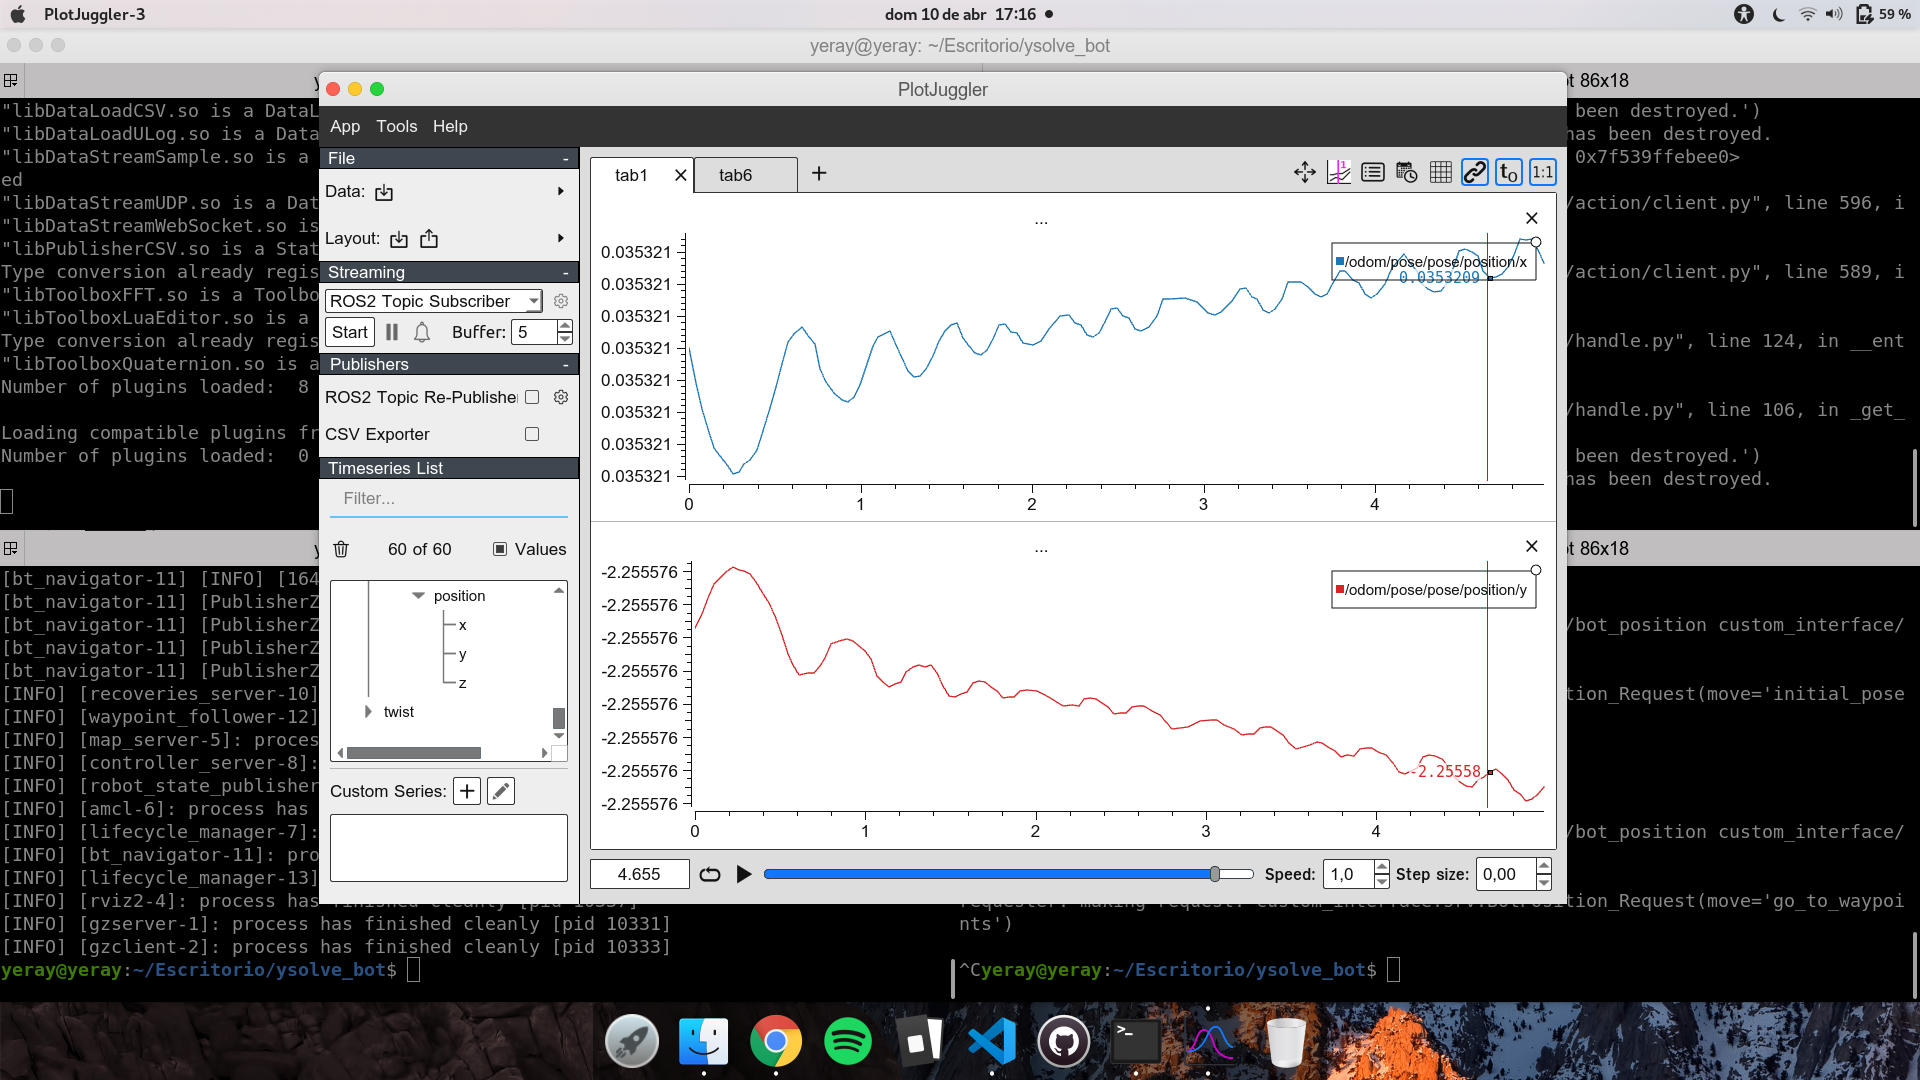 PlotJuggler-3
dom 10 de abr 17:16
59 %
yeray@yeray: ~/Escritorio/ysolve_bot
ot 86x18
"libDataLoadCSV.so is a DataL
"libDataLoadULog.so is a Data
"libDataStreamSample.so is a
ed
"libDataStreamUDP.so is a Dat
"libDataStreamWebSocket.so is
"libPublisherCSV.so is a Stat
Type conversion already regis
"libToolboxFFT.so is a Toolbo
"libToolboxLuaEditor.so is a
Type conversion already regis
"libToolboxQuaternion.so is a
Number of plugins loaded: 8
Loading compatible plugins fr
Number of plugins loaded: 0
been destroyed.')
has been destroyed.
0x7f539ffebee0>
/action/client.py", line 596, i
/action/client.py", line 589, i
/handle.py", line 124, in __ent
/handle.py", line 106, in _get_
been destroyed.')
has been destroyed.
PlotJuggler
App Tools Help
File -
Data:
Layout:
Streaming -
ROS2 Topic Subscriber
Start Buffer: 5
Publishers -
ROS2 Topic Re-Publishe
CSV Exporter
Timeseries List
Filter...
60 of 60 Values
position
x
y
z
twist
Custom Series:
tab1 tab6 +
t0 1:1
...
0.035321
0.035321
0.035321
0.035321
0.035321
0.035321
0.035321
0.035321
/odom/pose/pose/position/x
0.0353209
0 1 2 3 4
...
-2.255576
-2.255576
-2.255576
-2.255576
-2.255576
-2.255576
-2.255576
-2.255576
/odom/pose/pose/position/y
-2.25558
0 1 2 3 4
4.655 Speed: 1,0 Step size: 0,00
ot 86x18
[bt_navigator-11] [INFO] [164
[bt_navigator-11] [PublisherZ
[bt_navigator-11] [PublisherZ
[bt_navigator-11] [PublisherZ
[bt_navigator-11] [PublisherZ
[INFO] [recoveries_server-10]
[INFO] [waypoint_follower-12]
[INFO] [map_server-5]: proces
[INFO] [controller_server-8]:
[INFO] [robot_state_publisher
[INFO] [amcl-6]: process has
[INFO] [lifecycle_manager-7]:
[INFO] [bt_navigator-11]: pro
[INFO] [lifecycle_manager-13]
[INFO] [rviz2-4]: process has finished cleanly [pid 10337]
[INFO] [gzserver-1]: process has finished cleanly [pid 10331]
[INFO] [gzclient-2]: process has finished cleanly [pid 10333]
yeray@yeray:~/Escritorio/ysolve_bot$
/bot_position custom_interface/
tion_Request(move='initial_pose
/bot_position custom_interface/
requester: making request: custom_interface.srv.BotPosition_Request(move='go_to_waypoi
nts')
^Cyeray@yeray:~/Escritorio/ysolve_bot$